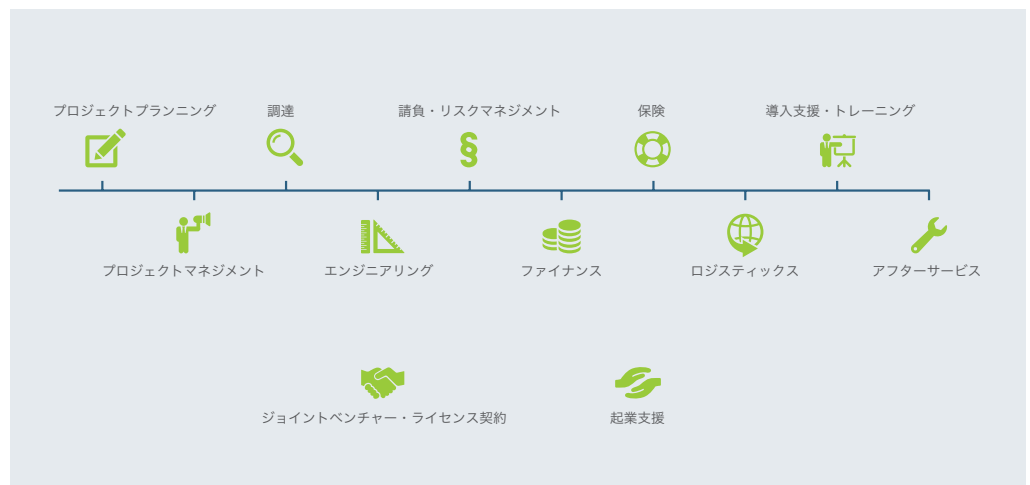 プロジェクトプランニング
調達
請負・リスクマネジメント
保険
導入支援・トレーニング
§
プロジェクトマネジメント
エンジニアリング
ファイナンス
ロジスティックス
アフターサービス
ジョイントベンチャー・ライセンス契約
起業支援